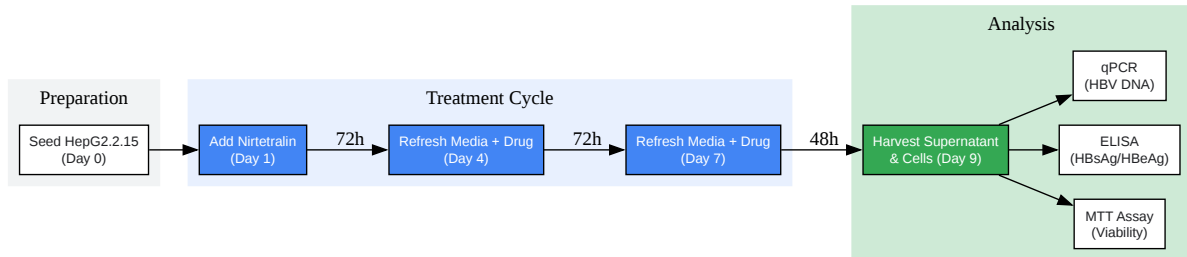 Preparation
Seed HepG2.2.15
(Day 0)
Treatment Cycle
Add Nirtetralin
(Day 1)
72h
Refresh Media + Drug
(Day 4)
72h
Refresh Media + Drug
(Day 7)
48h
Analysis
Harvest Supernatant
& Cells (Day 9)
qPCR
(HBV DNA)
ELISA
(HBsAg/HBeAg)
MTT Assay
(Viability)